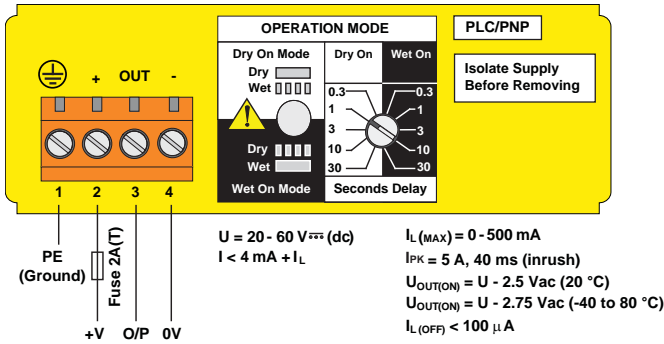 OPERATION MODE
PLC/PNP
Dry On Mode
Dry On
Wet On
Dry
Wet
Isolate Supply
Before Removing
+ OUT -
0.3 0.3
1 1
3 3
10 10
30 30
Dry
Wet
Wet On Mode
Seconds Delay
1 2 3 4
PE
(Ground)
Fuse 2A(T)
+V O/P 0V
U = 20 - 60 V⎓ (dc)
I < 4 mA + IL
IL (MAX) = 0 - 500 mA
IPK = 5 A, 40 ms (inrush)
UOUT(ON) = U - 2.5 Vac (20 °C)
UOUT(ON) = U - 2.75 Vac (-40 to 80 °C)
IL (OFF) < 100 μA